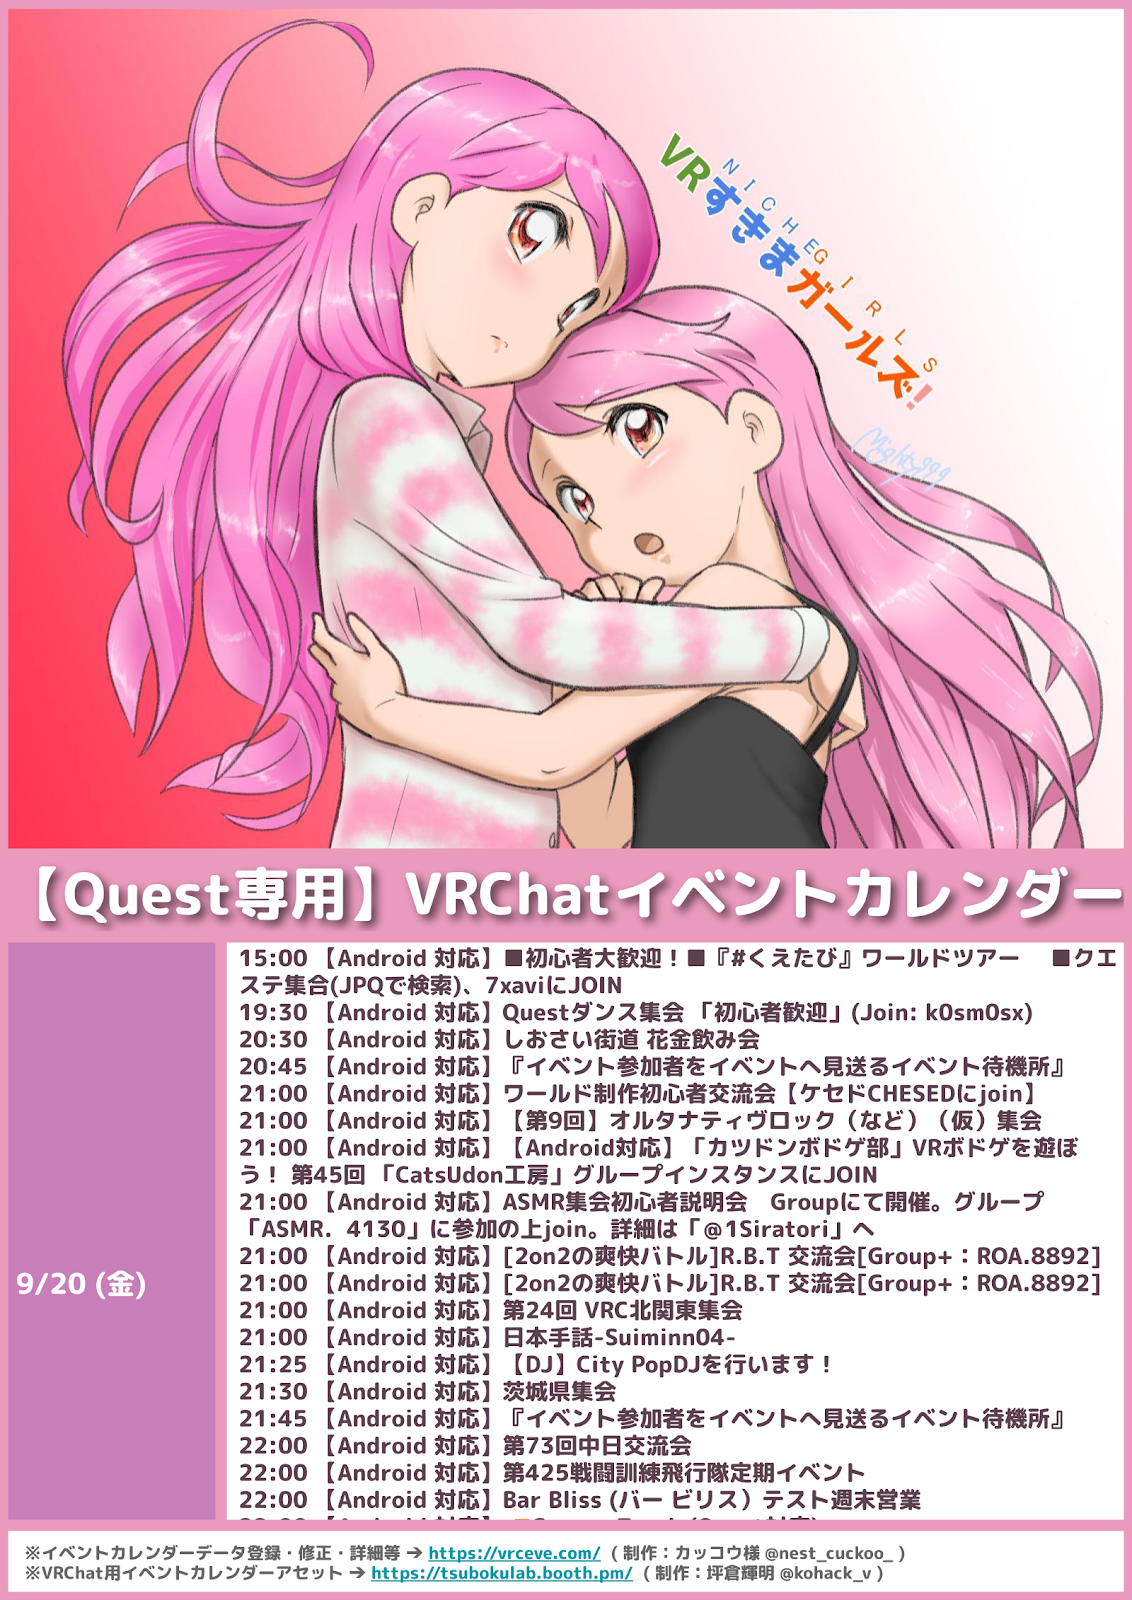 NICHE GIRLS
VRすきまガールズ!
Mighty999
【Quest専用】VRChatイベントカレンダー
9/20 (金)
15:00 【Android 対応】■初心者大歓迎！■『#くえたび』ワールドツアー　■クエ
ステ集合(JPQで検索)、7xaviにJOIN
19:30 【Android 対応】Questダンス集会 「初心者歓迎」(Join: k0sm0sx)
20:30 【Android 対応】しおさい街道 花金飲み会
20:45 【Android 対応】『イベント参加者をイベントへ見送るイベント待機所』
21:00 【Android 対応】ワールド制作初心者交流会【ケセドCHESEDにjoin】
21:00 【Android 対応】【第9回】オルタナティヴロック（など）（仮）集会
21:00 【Android 対応】【Android対応】「カツドンボドゲ部」VRボドゲを遊ぼ
う！ 第45回 「CatsUdon工房」グループインスタンスにJOIN
21:00 【Android 対応】ASMR集会初心者説明会　Groupにて開催。グループ
「ASMR．4130」に参加の上join。詳細は「@1Siratori」へ
21:00 【Android 対応】[2on2の爽快バトル]R.B.T 交流会[Group+：ROA.8892]
21:00 【Android 対応】[2on2の爽快バトル]R.B.T 交流会[Group+：ROA.8892]
21:00 【Android 対応】第24回 VRC北関東集会
21:00 【Android 対応】日本手話-Suiminn04-
21:25 【Android 対応】【DJ】City PopDJを行います！
21:30 【Android 対応】茨城県集会
21:45 【Android 対応】『イベント参加者をイベントへ見送るイベント待機所』
22:00 【Android 対応】第73回中日交流会
22:00 【Android 対応】第425戦闘訓練飛行隊定期イベント
22:00 【Android 対応】Bar Bliss (バー ビリス）テスト週末営業
※イベントカレンダーデータ登録・修正・詳細等 → https://vrceve.com/ （制作：カッコウ様 @nest_cuckoo_ ）
※VRChat用イベントカレンダーアセット → https://tsubokulab.booth.pm/ （制作：坪倉輝明 @kohack_v ）